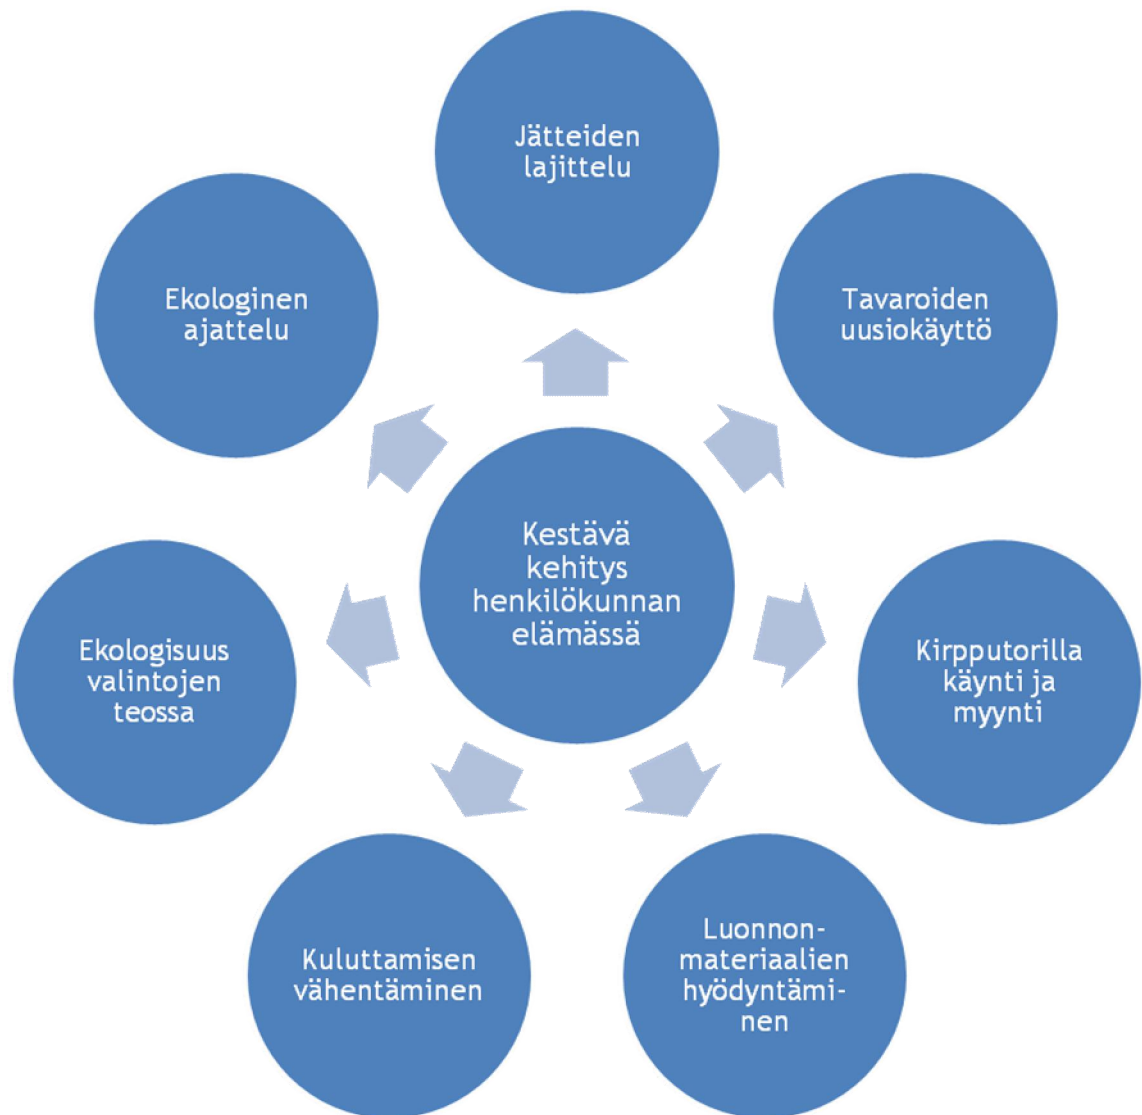 Jätteiden
lajittelu
Tavaroiden
uusiokäyttö
Kirpputorilla
käynti ja
myynti
Luonnon-
materiaalien
hyödyntämi-
nen
Kuluttamisen
vähentäminen
Ekologisuus
valintojen
teossa
Ekologinen
ajattelu
Kestävä
kehitys
henkilökunnan
elämässä